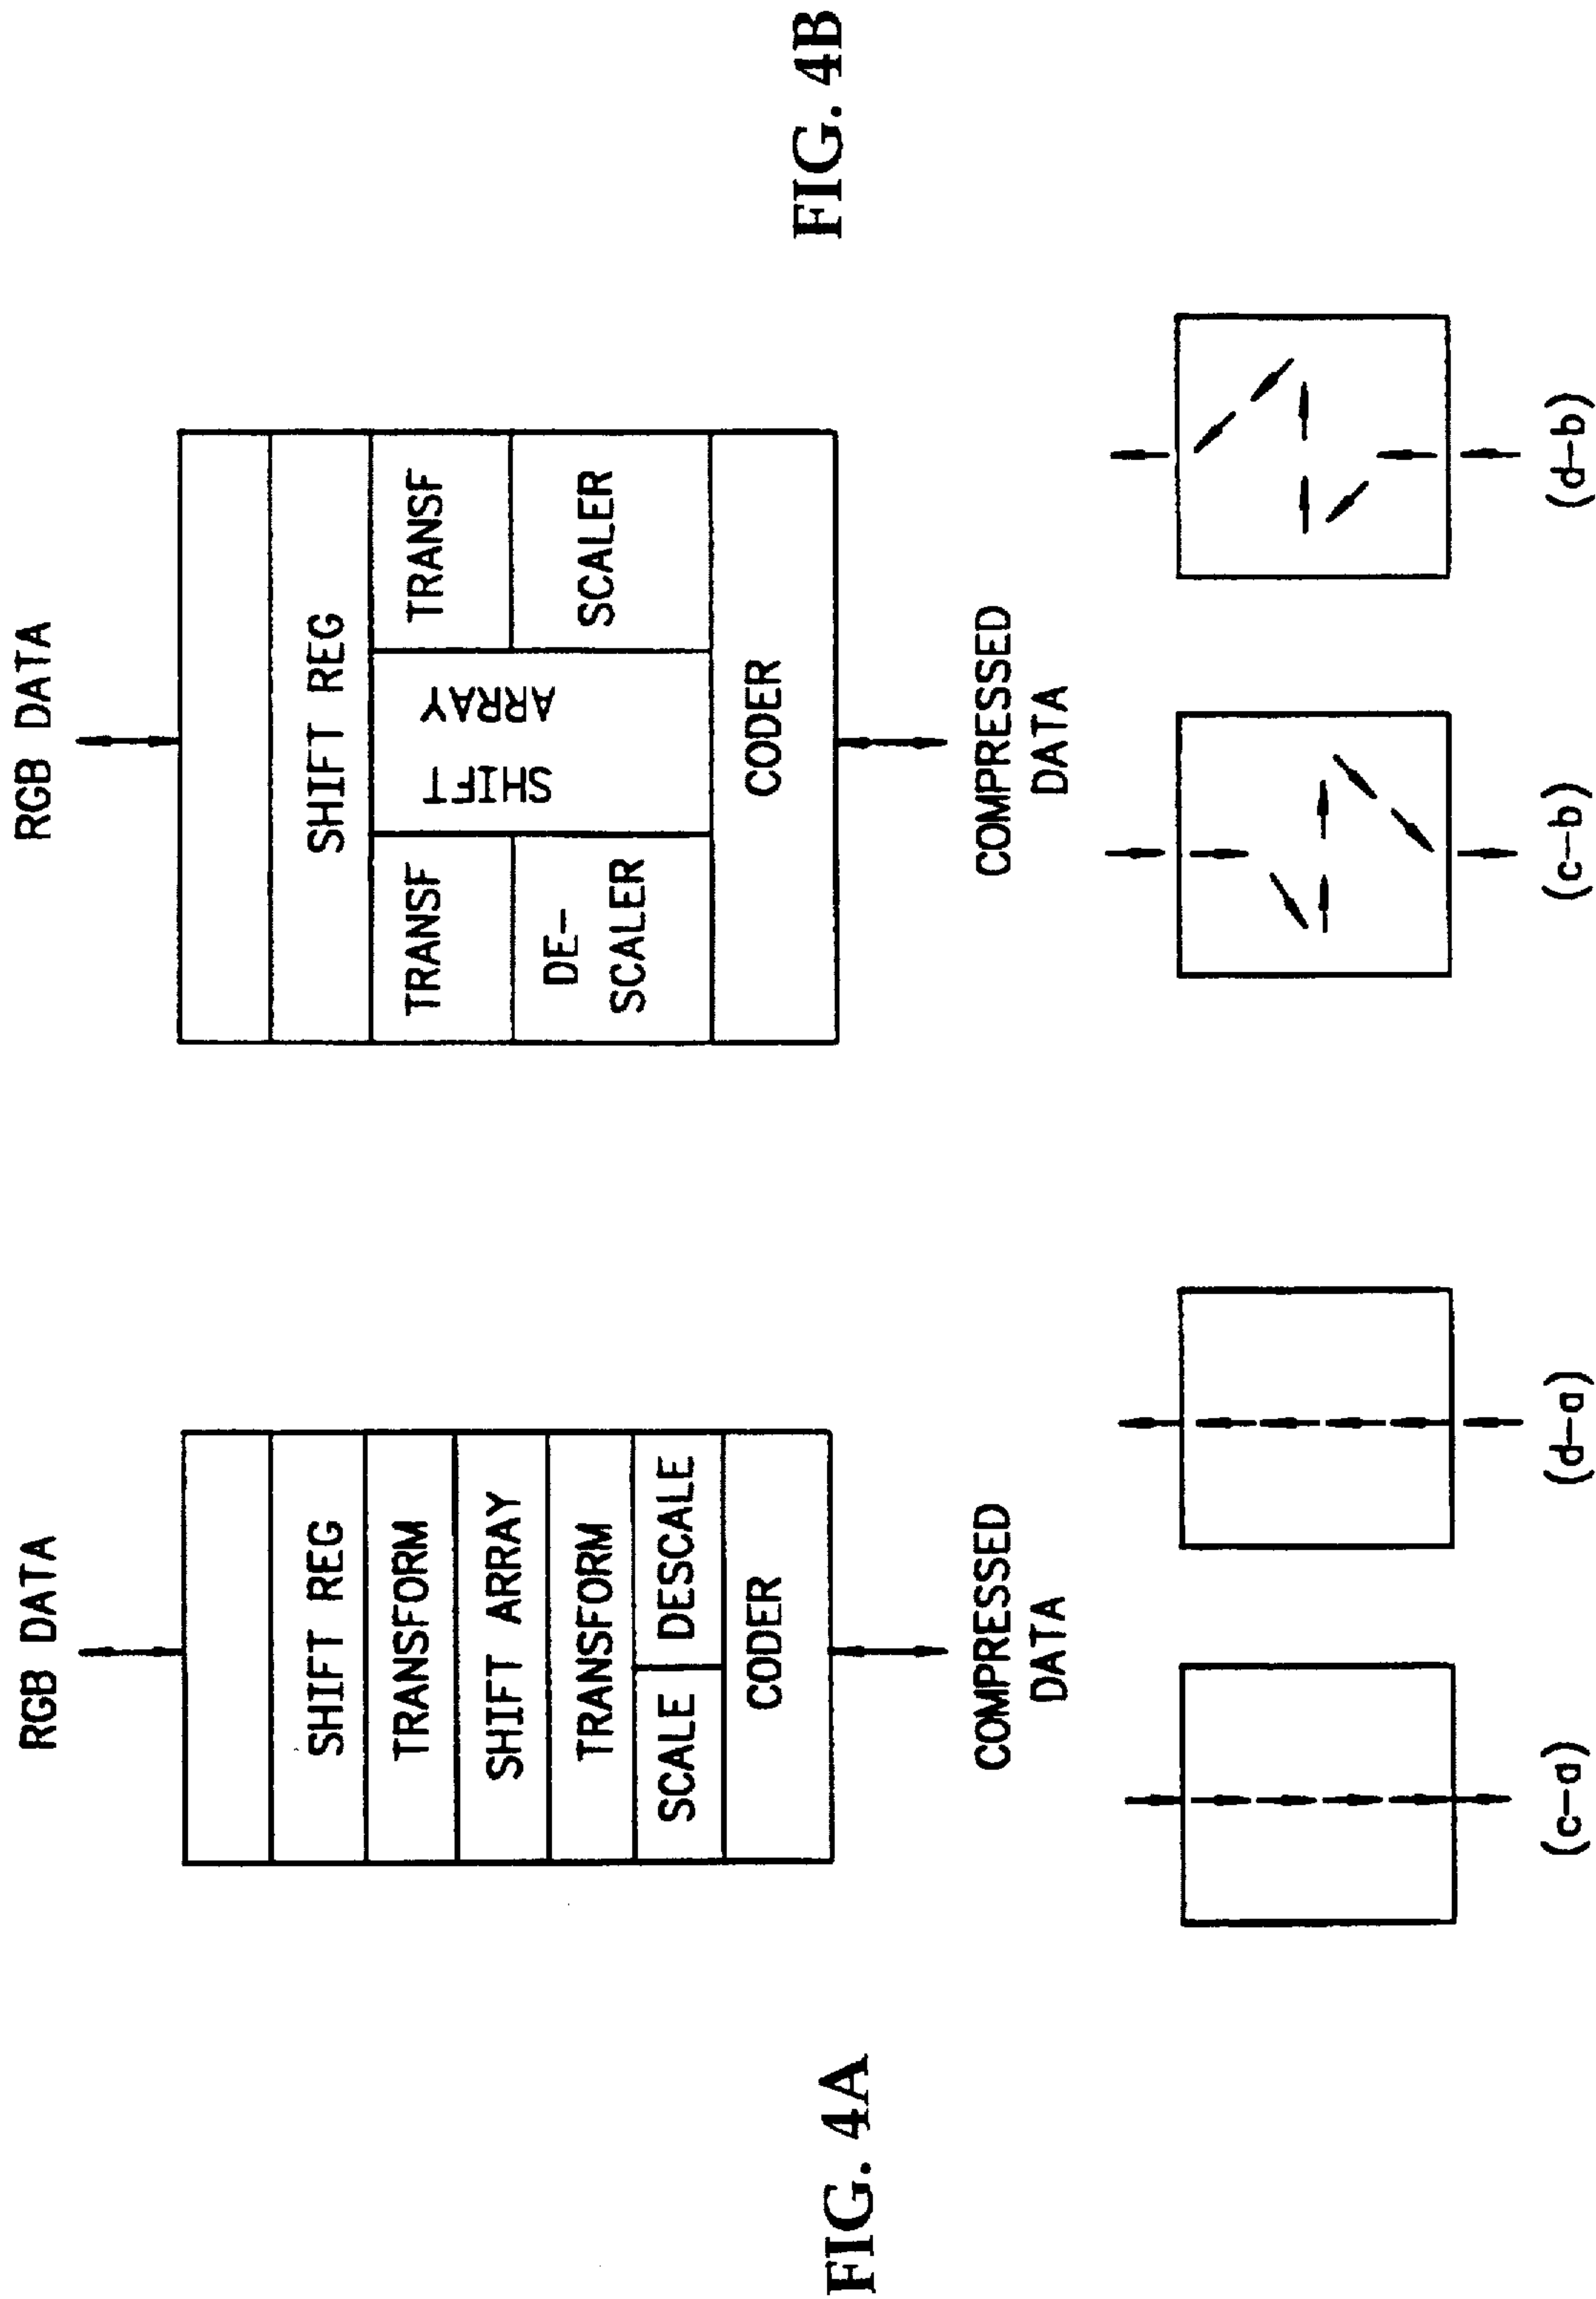 FIG. 4A
RGB DATA
SHIFT REG
TRANSFORM
SHIFT ARRAY
TRANSFORM
SCALE DESCALE
CODER
COMPRESSED
DATA
(c-a) (d-a)
RGB DATA
SHIFT REG
TRANSF
DE-
SCALER
SHIFT
ARRAY
TRANSF
SCALER
CODER
COMPRESSED
DATA
(c-b) (d-b)
FIG. 4B